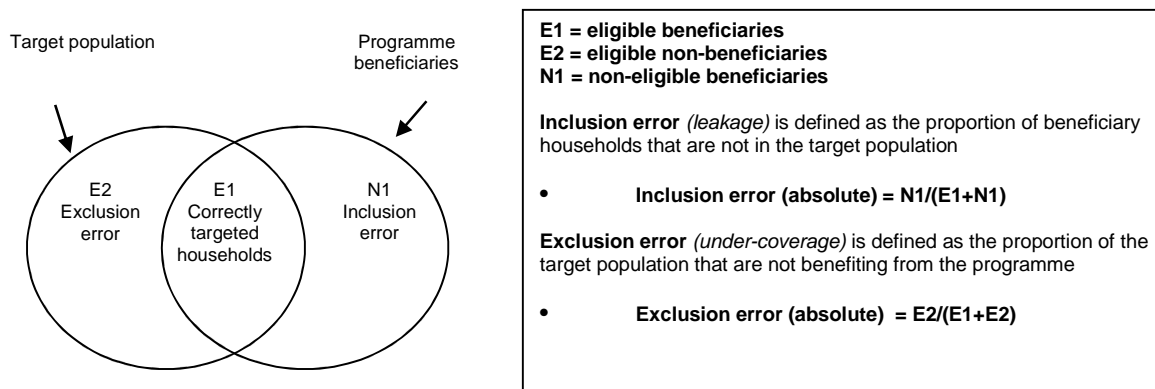 Target population
Programme
beneficiaries
E2
Exclusion
error
E1
Correctly
targeted
households
N1
Inclusion
error
E1 = eligible beneficiaries
E2 = eligible non-beneficiaries
N1 = non-eligible beneficiaries
Inclusion error (leakage) is defined as the proportion of beneficiary
households that are not in the target population
• Inclusion error (absolute) = N1/(E1+N1)
Exclusion error (under-coverage) is defined as the proportion of the
target population that are not benefiting from the programme
• Exclusion error (absolute) = E2/(E1+E2)